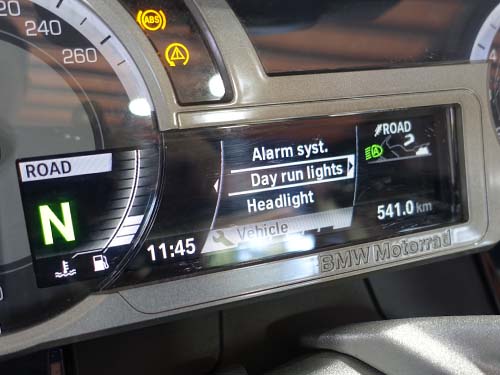 220
240
260
ABS
ROAD
N
Alarm syst.
Day run lights
Headlight
Vehicle
11:45
ROAD
A
541.0 km
BMW Motorrad